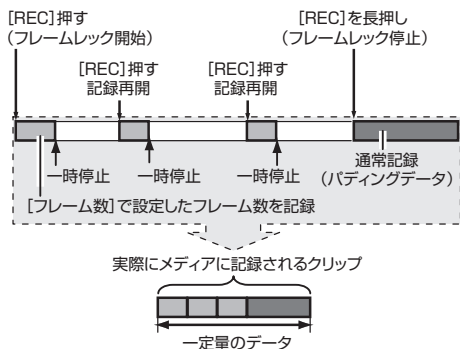 [REC]押す
（フレームレック開始）
[REC]を長押し
（フレームレック停止）
[REC]押す
記録再開
[REC]押す
記録再開
一時停止
一時停止
一時停止
通常記録
（パディングデータ）
[フレーム数]で設定したフレーム数を記録
実際にメディアに記録されるクリップ
一定量のデータ